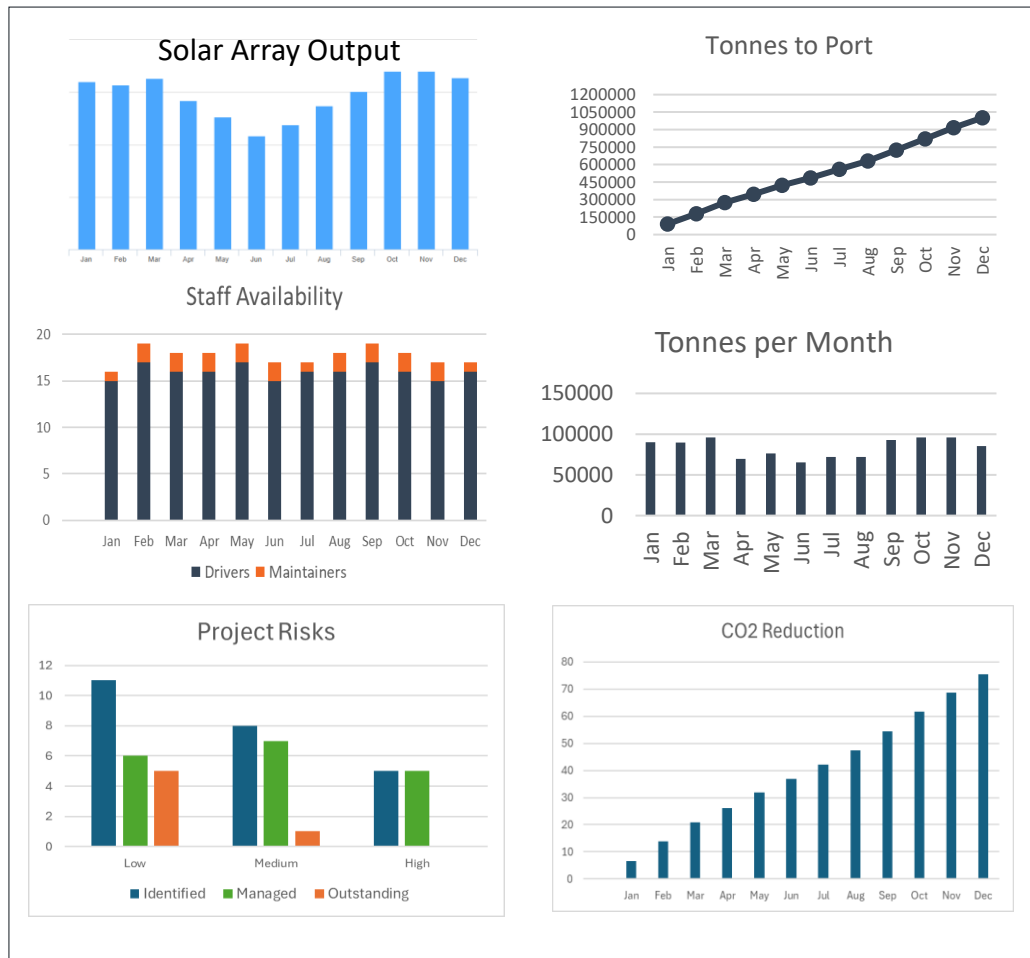 Solar Array Output
Jan Feb Mar Apr May Jun Jul Aug Sep Oct Nov Dec
Tonnes to Port
1200000
1050000
900000
750000
600000
450000
300000
150000
0
Jan Feb Mar Apr May Jun Jul Aug Sep Oct Nov Dec
Staff Availability
20
15
10
5
0
Jan Feb Mar Apr May Jun Jul Aug Sep Oct Nov Dec
Drivers Maintainers
Tonnes per Month
150000
100000
50000
0
Jan Feb Mar Apr May Jun Jul Aug Sep Oct Nov Dec
Project Risks
12
10
8
6
4
2
0
Low Medium High
Identified Managed Outstanding
CO2 Reduction
80
70
60
50
40
30
20
10
0
Jan Feb Mar Apr May Jun Jul Aug Sep Oct Nov Dec